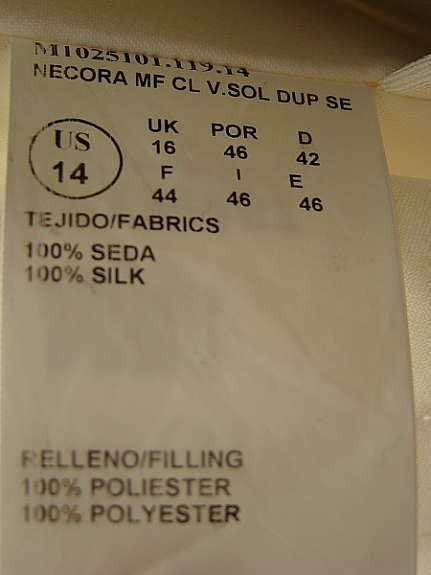 M1025101.119.14
NECORA MF CL V.SOL DUP SE
US 14
UK POR D
16 46 42
F I E
44 46 46
TEJIDO/FABRICS
100% SEDA
100% SILK
RELLENO/FILLING
100% POLIESTER
100% POLYESTER